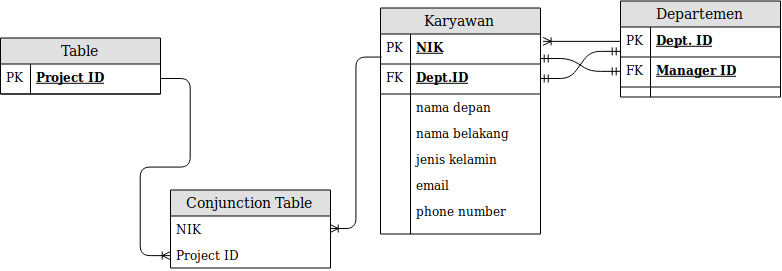 Table
PK Project ID
Conjunction Table
NIK
Project ID
Karyawan
PK NIK
FK Dept.ID
nama depan
nama belakang
jenis kelamin
email
phone number
Departemen
PK Dept. ID
FK Manager ID